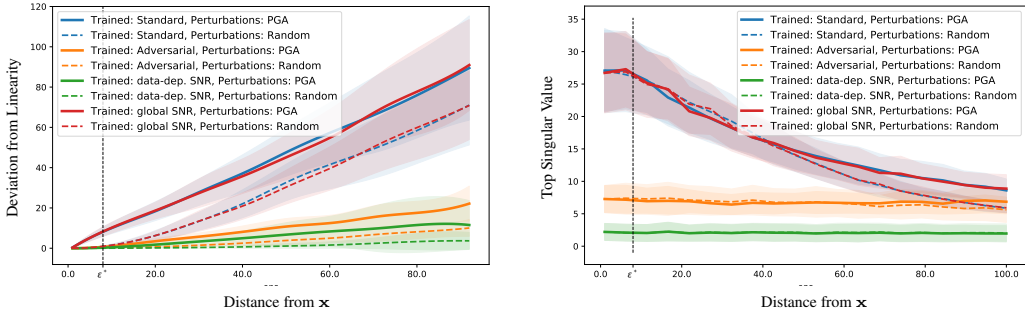 Deviation from Linearity
120
100
80
60
40
20
0
Trained: Standard, Perturbations: PGA
Trained: Standard, Perturbations: Random
Trained: Adversarial, Perturbations: PGA
Trained: Adversarial, Perturbations: Random
Trained: data-dep. SNR, Perturbations: PGA
Trained: data-dep. SNR, Perturbations: Random
Trained: global SNR, Perturbations: PGA
Trained: global SNR, Perturbations: Random
0.0 ε* 20.0 40.0 60.0 80.0
Distance from x
Top Singular Value
35
30
25
20
15
10
5
0
Trained: Standard, Perturbations: PGA
Trained: Standard, Perturbations: Random
Trained: Adversarial, Perturbations: PGA
Trained: Adversarial, Perturbations: Random
Trained: data-dep. SNR, Perturbations: PGA
Trained: data-dep. SNR, Perturbations: Random
Trained: global SNR, Perturbations: PGA
Trained: global SNR, Perturbations: Random
0.0 ε* 20.0 40.0 60.0 80.0 100.0
Distance from x